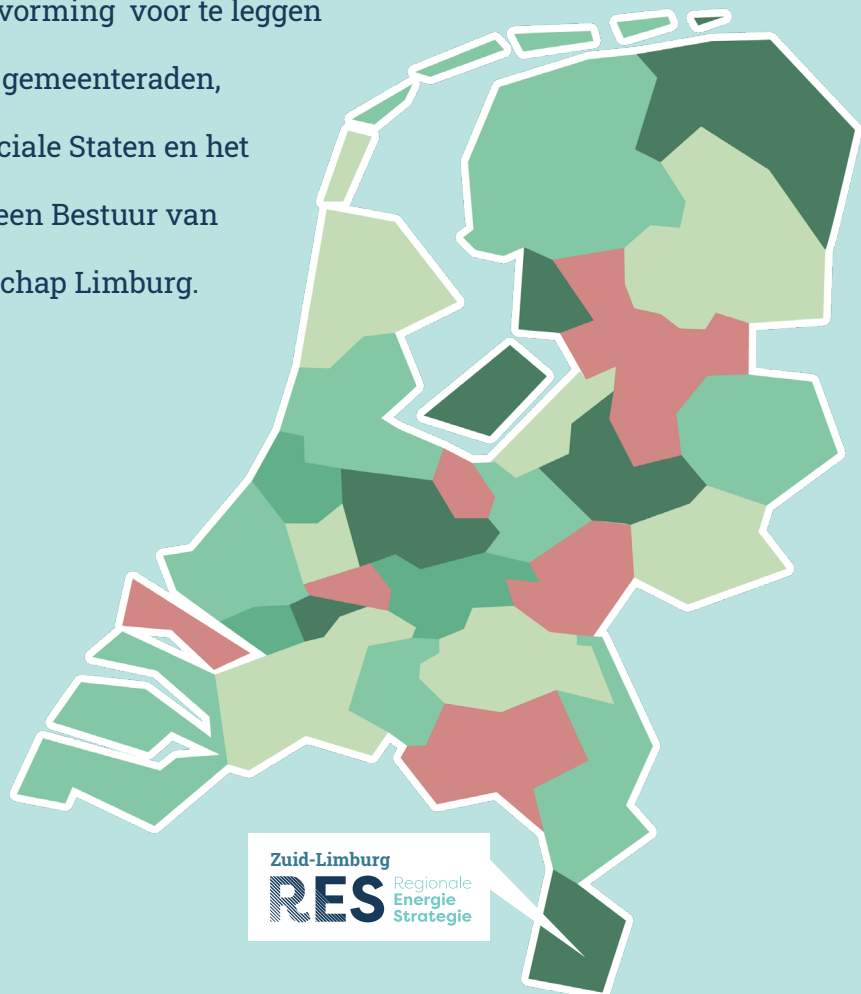 vorming voor te leggen
gemeenteraden,
ciale Staten en het
een Bestuur van
chap Limburg.
Zuid-Limburg
RES Regionale
Energie
Strategie